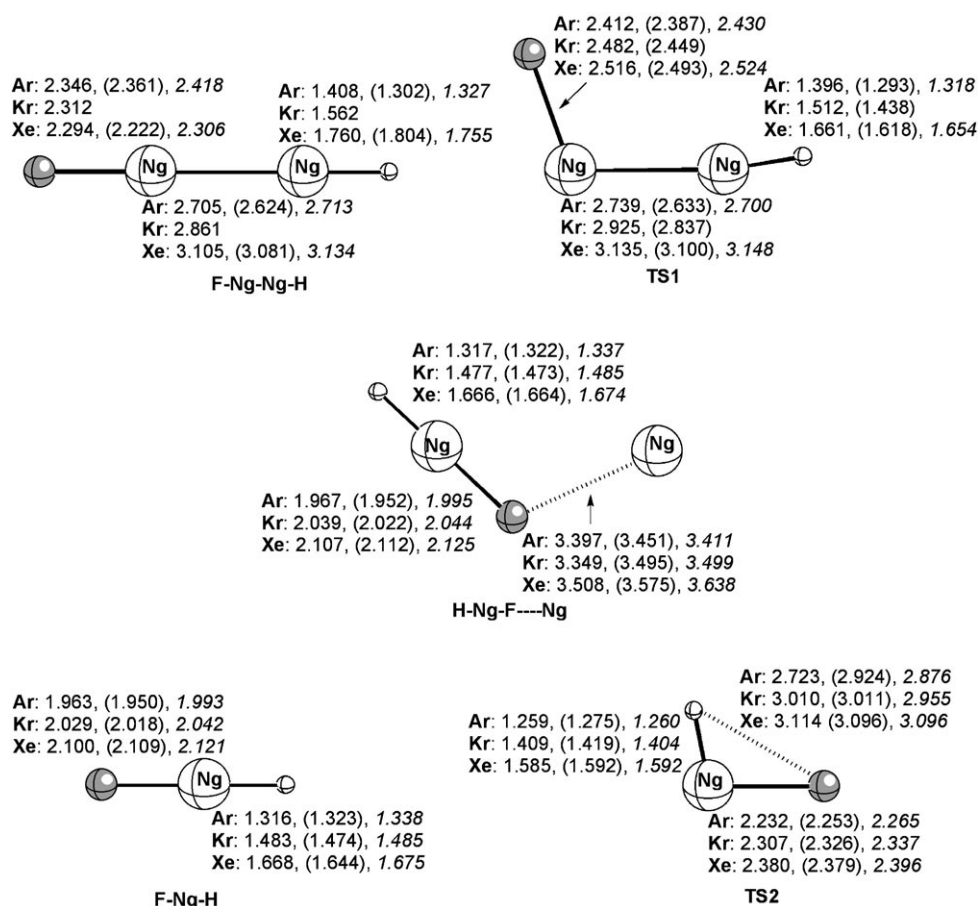 Ar: 2.346, (2.361), 2.418
Kr: 2.312
Xe: 2.294, (2.222), 2.306
Ar: 1.408, (1.302), 1.327
Kr: 1.562
Xe: 1.760, (1.804), 1.755
Ng
Ng
Ar: 2.705, (2.624), 2.713
Kr: 2.861
Xe: 3.105, (3.081), 3.134
F-Ng-Ng-H
Ar: 2.412, (2.387), 2.430
Kr: 2.482, (2.449)
Xe: 2.516, (2.493), 2.524
Ar: 1.396, (1.293), 1.318
Kr: 1.512, (1.438)
Xe: 1.661, (1.618), 1.654
Ng
Ng
Ar: 2.739, (2.633), 2.700
Kr: 2.925, (2.837)
Xe: 3.135, (3.100), 3.148
TS1
Ar: 1.317, (1.322), 1.337
Kr: 1.477, (1.473), 1.485
Xe: 1.666, (1.664), 1.674
Ng
Ng
Ar: 1.967, (1.952), 1.995
Kr: 2.039, (2.022), 2.044
Xe: 2.107, (2.112), 2.125
Ar: 3.397, (3.451), 3.411
Kr: 3.349, (3.495), 3.499
Xe: 3.508, (3.575), 3.638
H-Ng-F----Ng
Ar: 1.963, (1.950), 1.993
Kr: 2.029, (2.018), 2.042
Xe: 2.100, (2.109), 2.121
Ng
Ar: 1.316, (1.323), 1.338
Kr: 1.483, (1.474), 1.485
Xe: 1.668, (1.644), 1.675
F-Ng-H
Ar: 2.723, (2.924), 2.876
Kr: 3.010, (3.011), 2.955
Xe: 3.114 (3.096), 3.096
Ar: 1.259, (1.275), 1.260
Kr: 1.409, (1.419), 1.404
Xe: 1.585, (1.592), 1.592
Ng
Ar: 2.232, (2.253), 2.265
Kr: 2.307, (2.326), 2.337
Xe: 2.380, (2.379), 2.396
TS2